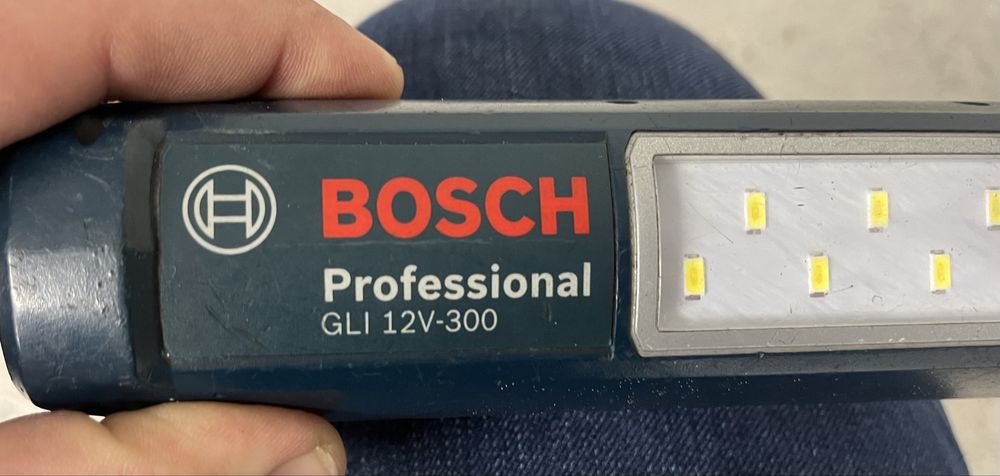 BOSCH
Professional
GLI 12V-300